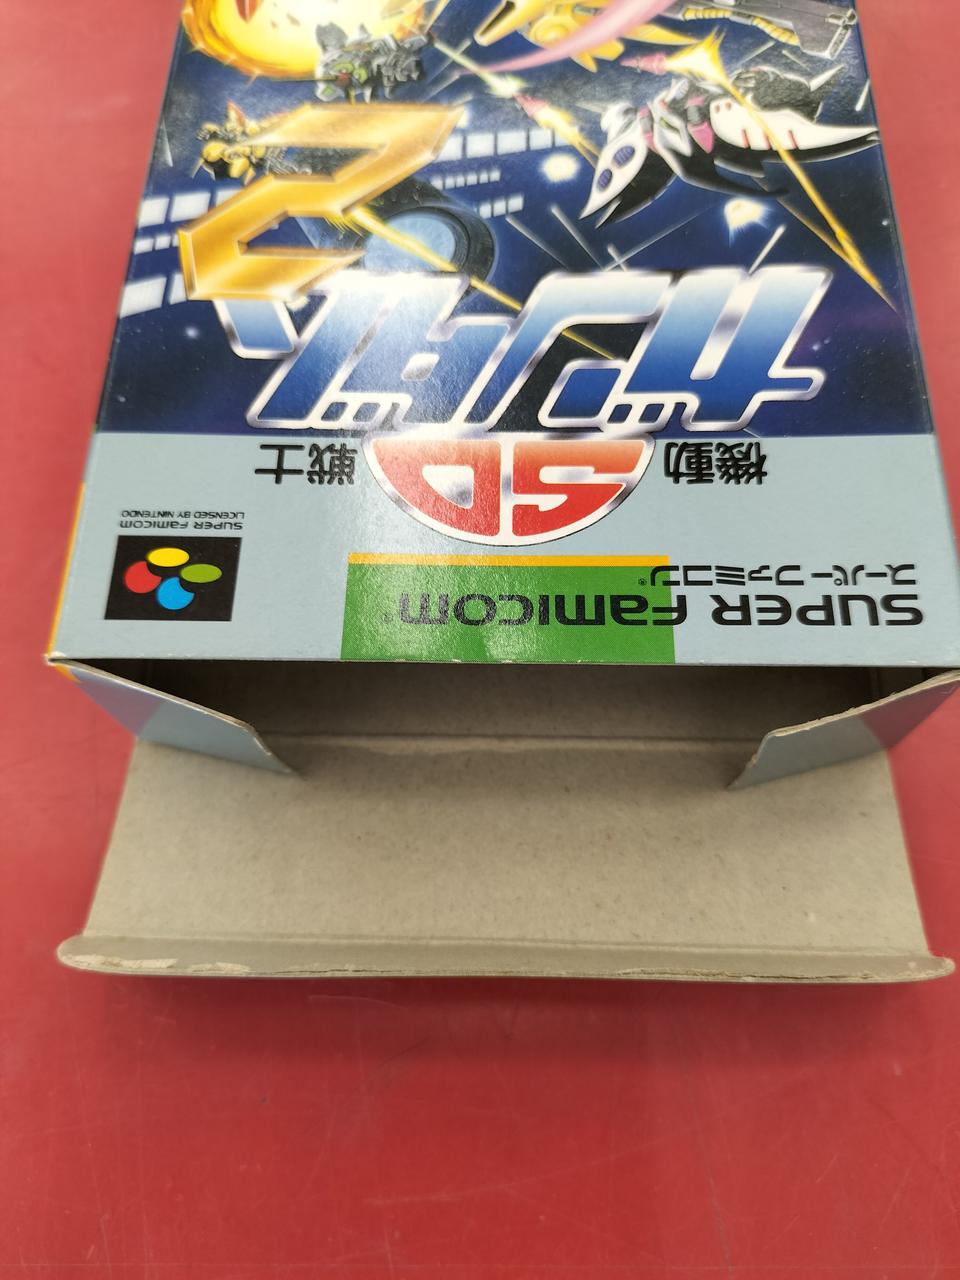 SUPER FAMICOM®
スーパーファミコン®
SUPER FAMICOM
LICENSED BY NINTENDO
機動 SD 戦士
ガンダム
2